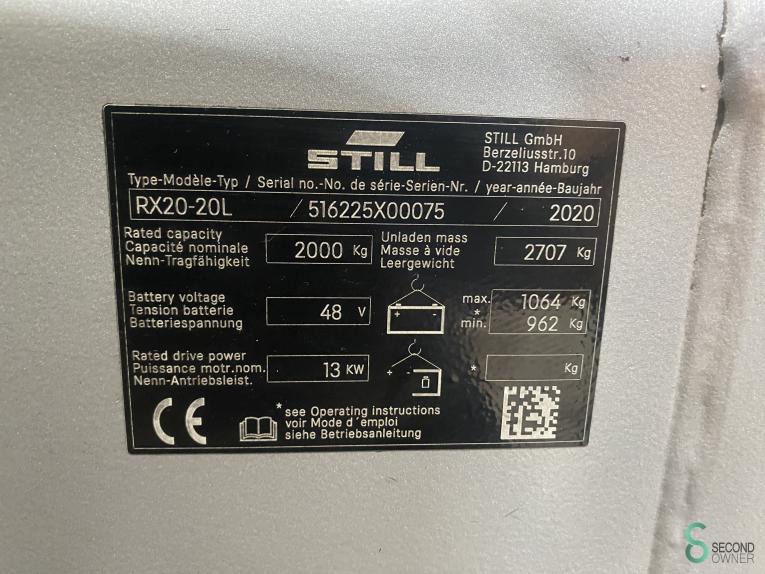 STILL
STILL GmbH
Berzeliusstr.10
D-22113 Hamburg
Type-Modèle-Typ / Serial no.-No. de série-Serien-Nr. / year-année-Baujahr
RX20-20L / 516225X00075 / 2020
Rated capacity
Capacité nominale
Nenn-Tragfähigkeit
2000 Kg
Unladen mass
Masse à vide
Leergewicht
2707 Kg
Battery voltage
Tension batterie
Batteriespannung
48 V
+ -
max. 1064 Kg
*
min. 962 Kg
Rated drive power
Puissance motr.nom.
Nenn-Antriebsleist.
13 KW
+ -
* Kg
CE
*see Operating instructions
voir Mode d´émploi
siehe Betriebsanleitung
SECOND
OWNER